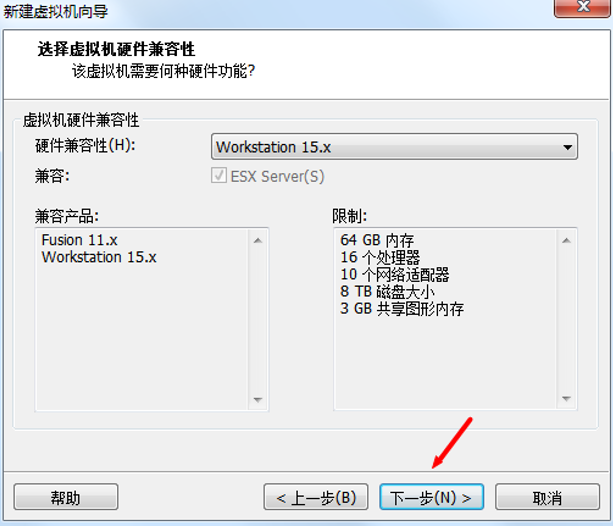 新建虚拟机向导
选择虚拟机硬件兼容性
该虚拟机需要何种硬件功能?
虚拟机硬件兼容性
硬件兼容性(H):
Workstation 15.x
兼容:
ESX Server(S)
兼容产品:
Fusion 11.x
Workstation 15.x
限制:
64 GB 内存
16 个处理器
10 个网络适配器
8 TB 磁盘大小
3 GB 共享图形内存
帮助
< 上一步(B)
下一步(N) >
取消